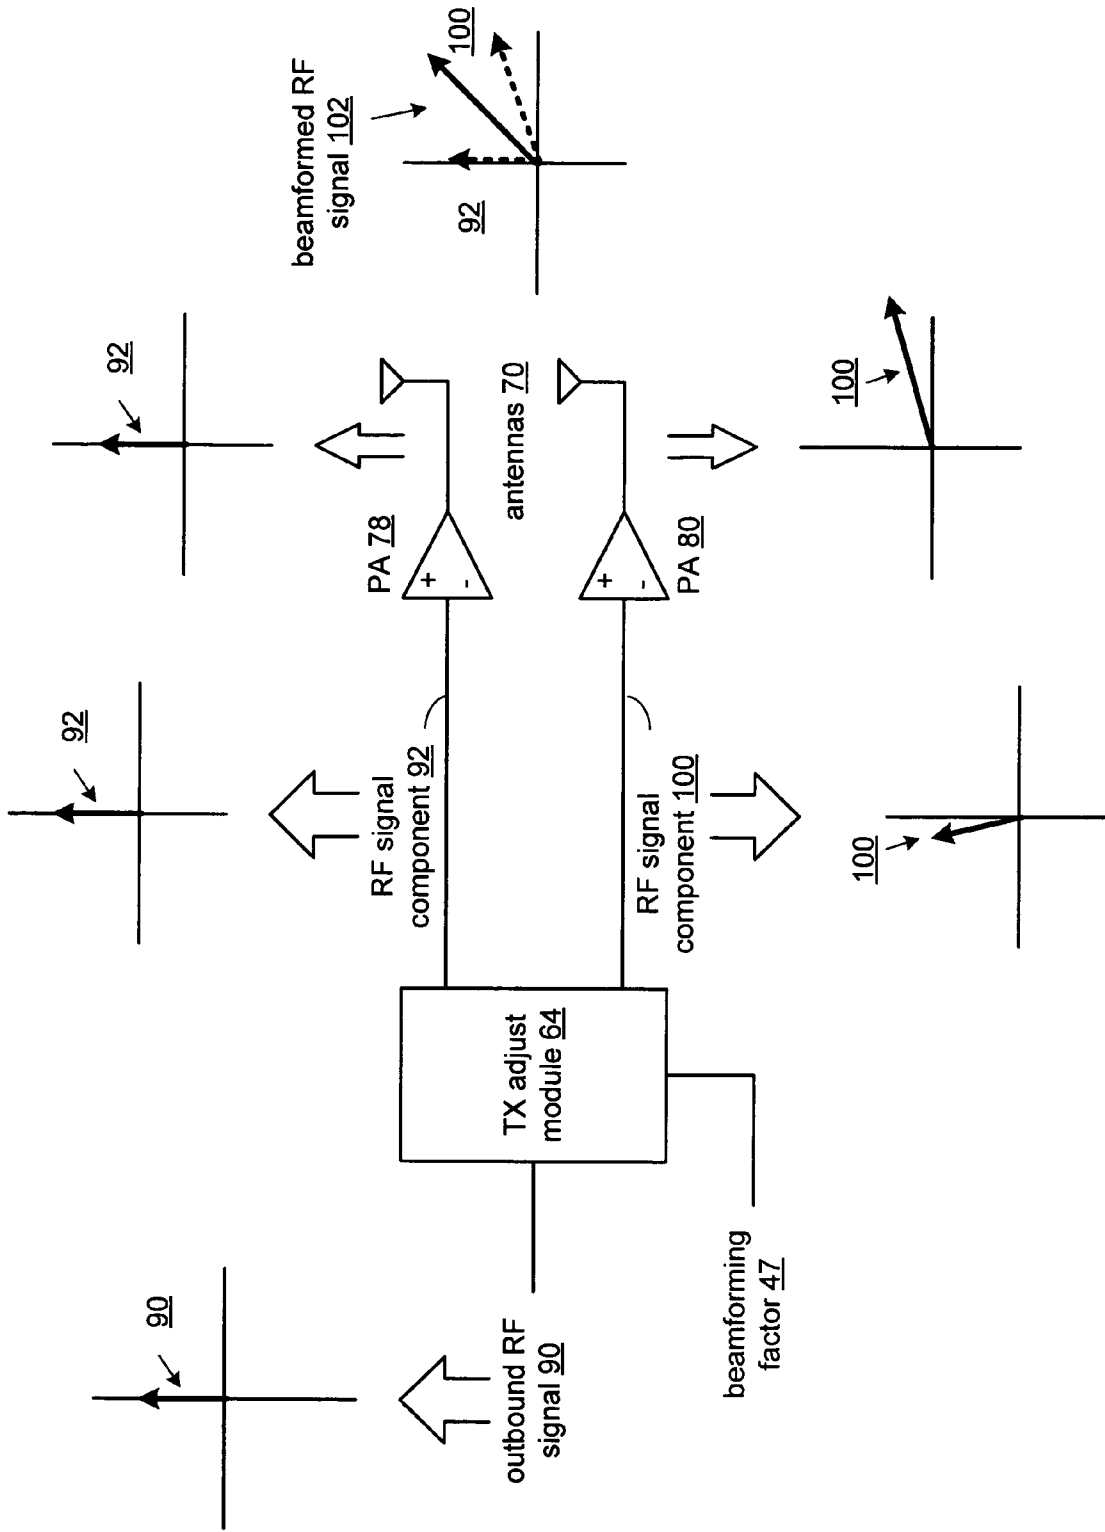 90
outbound RF
signal 90
beamforming
factor 47
TX adjust
module 64
92
RF signal
component 92
RF signal
component 100
100
92
PA 78
+
-
antennas 70
+
-
PA 80
100
beamformed RF
signal 102
100
92